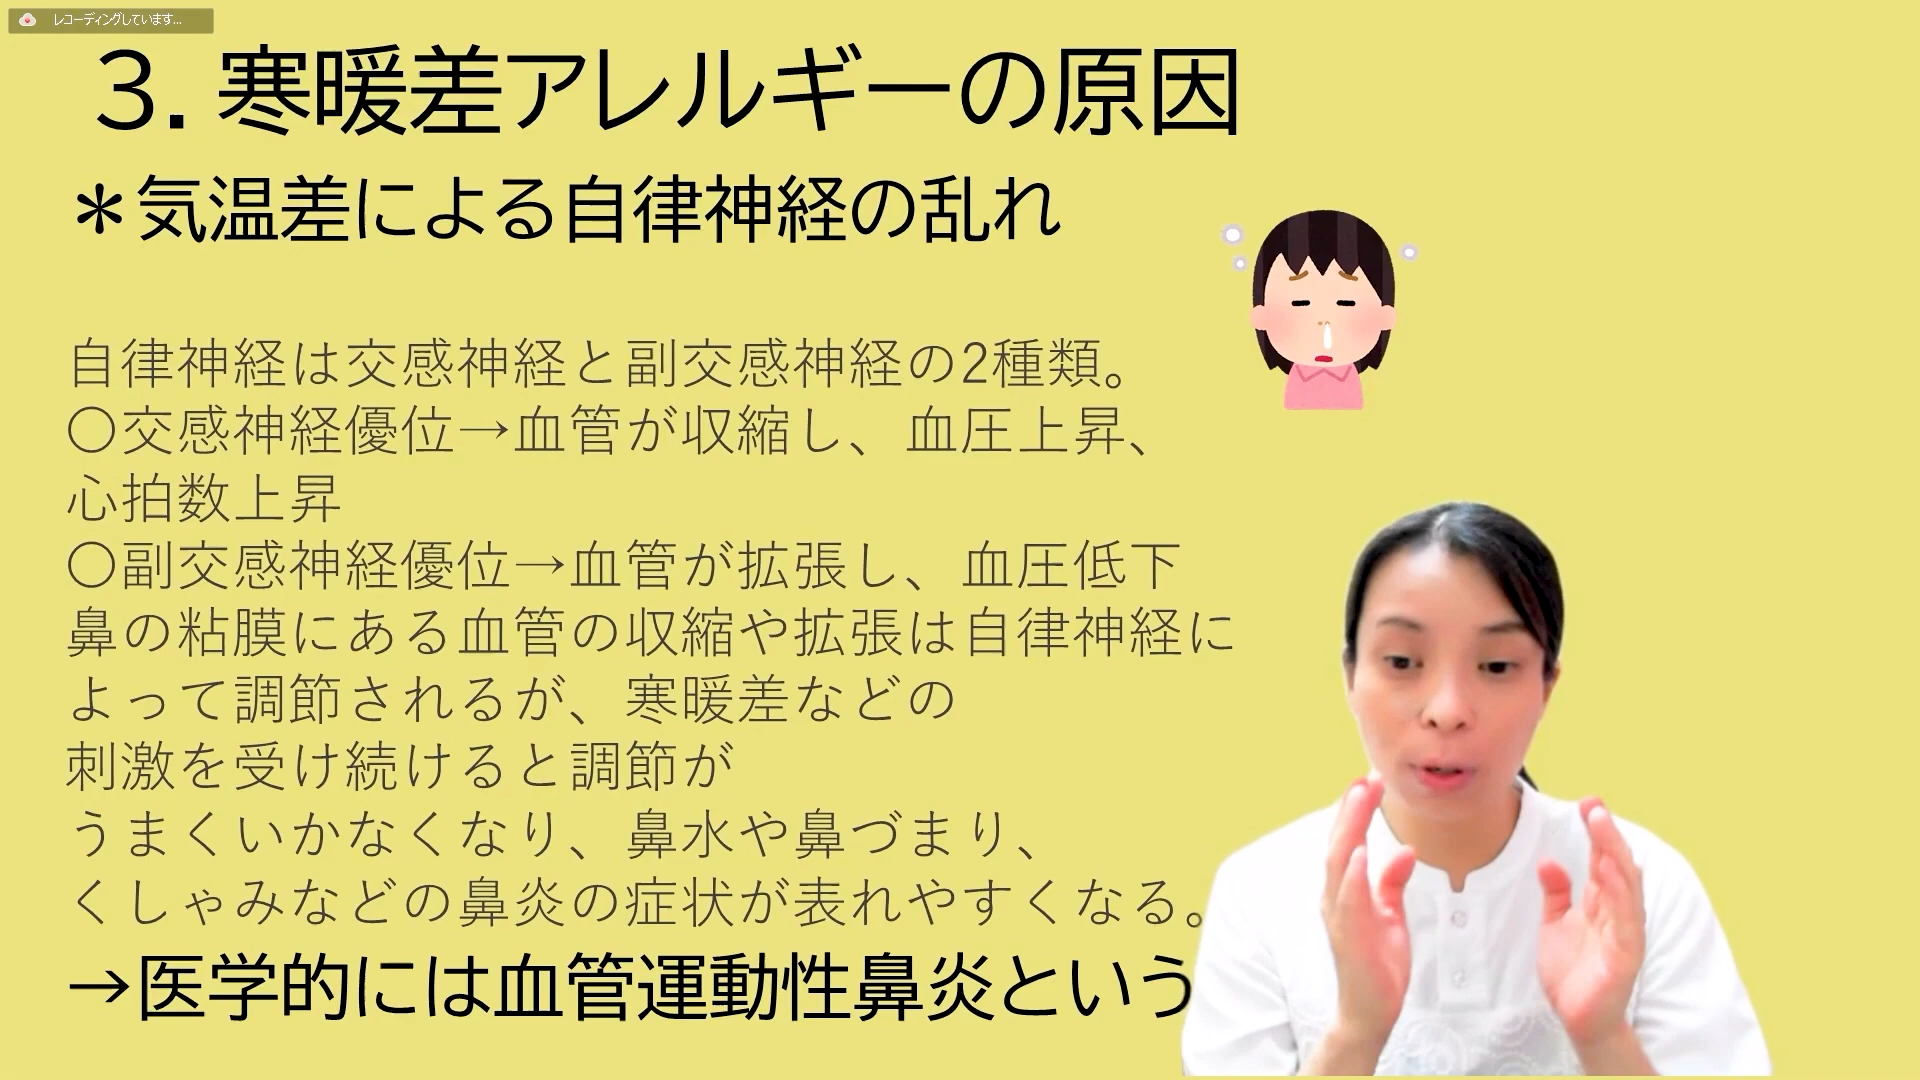 レコーディングしています...
３. 寒暖差アレルギーの原因
＊気温差による自律神経の乱れ
自律神経は交感神経と副交感神経の2種類。
〇交感神経優位→血管が収縮し、血圧上昇、
心拍数上昇
〇副交感神経優位→血管が拡張し、血圧低下
鼻の粘膜にある血管の収縮や拡張は自律神経に
よって調節されるが、寒暖差などの
刺激を受け続けると調節が
うまくいかなくなり、鼻水や鼻づまり、
くしゃみなどの鼻炎の症状が表れやすくなる。
→医学的には血管運動性鼻炎という